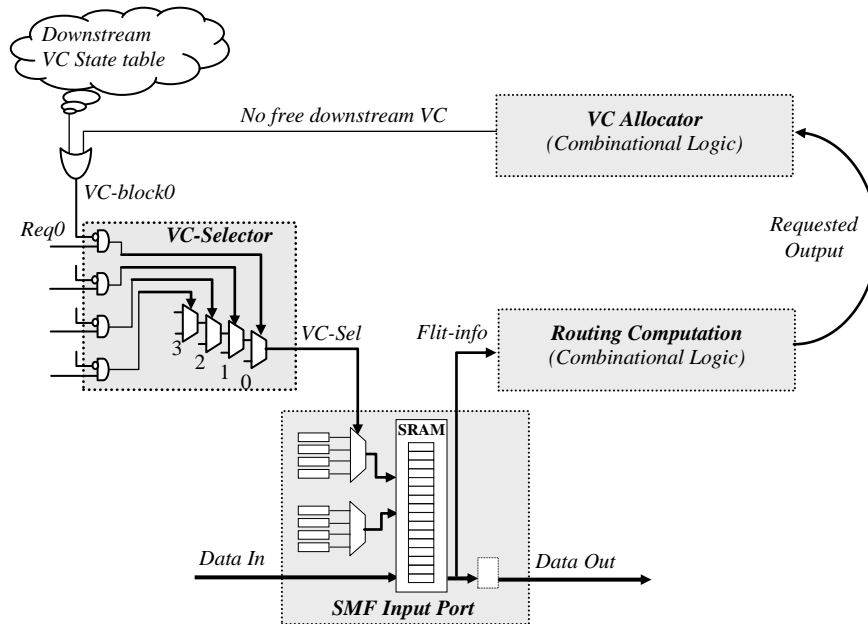 Downstream
VC State table
No free downstream VC
VC Allocator
(Combinational Logic)
VC-block0
Req0
VC-Selector
Requested
Output
3
2
1
0
VC-Sel
Flit-info
Routing Computation
(Combinational Logic)
SRAM
Data In
Data Out
SMF Input Port